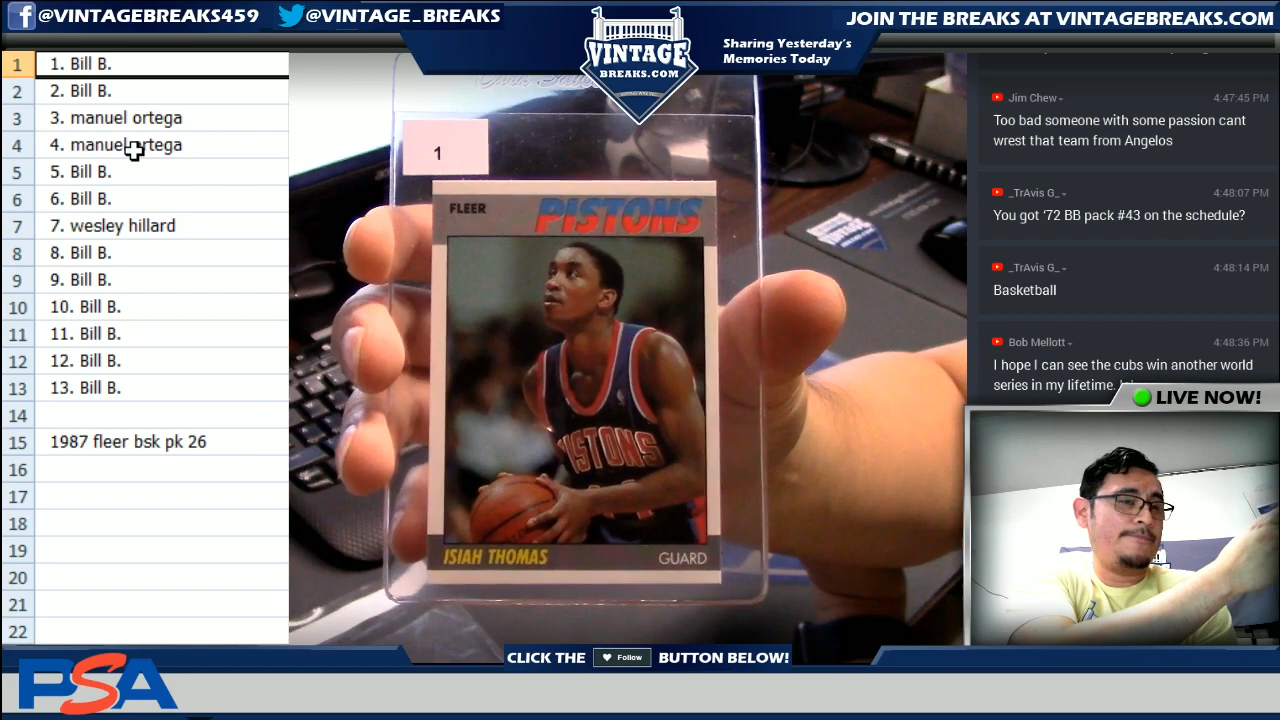 @VINTAGEBREAKS459
@VINTAGE_BREAKS
VINTAGE
BREAKS.COM
Sharing Yesterday's
Memories Today
JOIN THE BREAKS AT VINTAGEBREAKS.COM
1 1. Bill B.
2 2. Bill B.
3 3. manuel ortega
4 4. manuel ortega
5 5. Bill B.
6 6. Bill B.
7 7. wesley hillard
8 8. Bill B.
9 9. Bill B.
10 10. Bill B.
11 11. Bill B.
12 12. Bill B.
13 13. Bill B.
14
15 1987 fleer bsk pk 26
16
17
18
19
20
21
22
1
FLEER
PISTONS
PISTONS
ISIAH THOMAS
GUARD
Jim Chew 4:47:45 PM
Too bad someone with some passion cant
wrest that team from Angelos
_TrAvis G_ 4:48:07 PM
You got '72 BB pack #43 on the schedule?
_TrAvis G_ 4:48:14 PM
Basketball
Bob Mellott 4:48:36 PM
I hope I can see the cubs win another world
series in my lifetime.
LIVE NOW!
CLICK THE Follow BUTTON BELOW!
PSA